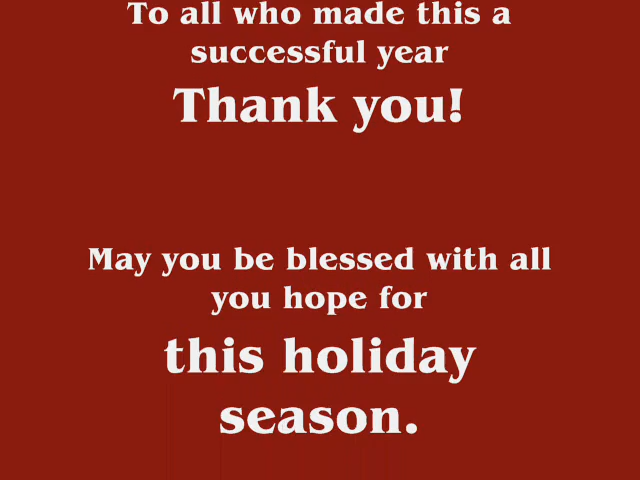 To all who made this a
successful year
Thank you!
May you be blessed with all
you hope for
this holiday
season.